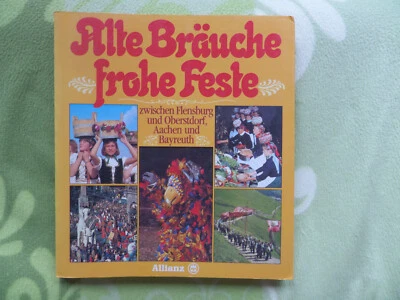 Alte Bräuche
frohe Feste
zwischen Flensburg
und Oberstdorf,
Aachen und
Bayreuth
Allianz